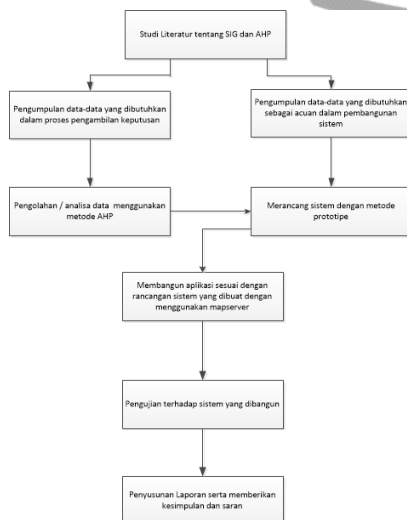 Studi Literatur tentang SIG dan AHP
Pengumpulan data-data yang dibutuhkan
dalam proses pengambilan keputusan
Pengumpulan data-data yang dibutuhkan
sebagai acuan dalam pembangunan
sistem
Pengolahan / analisa data menggunakan
metode AHP
Merancang sistem dengan metode
prototipe
Membangun aplikasi sesuai dengan
rancangan sistem yang dibuat dengan
menggunakan mapserver
Pengujian terhadap sistem yang dibangun
Penyusunan Laporan serta memberikan
kesimpulan dan saran